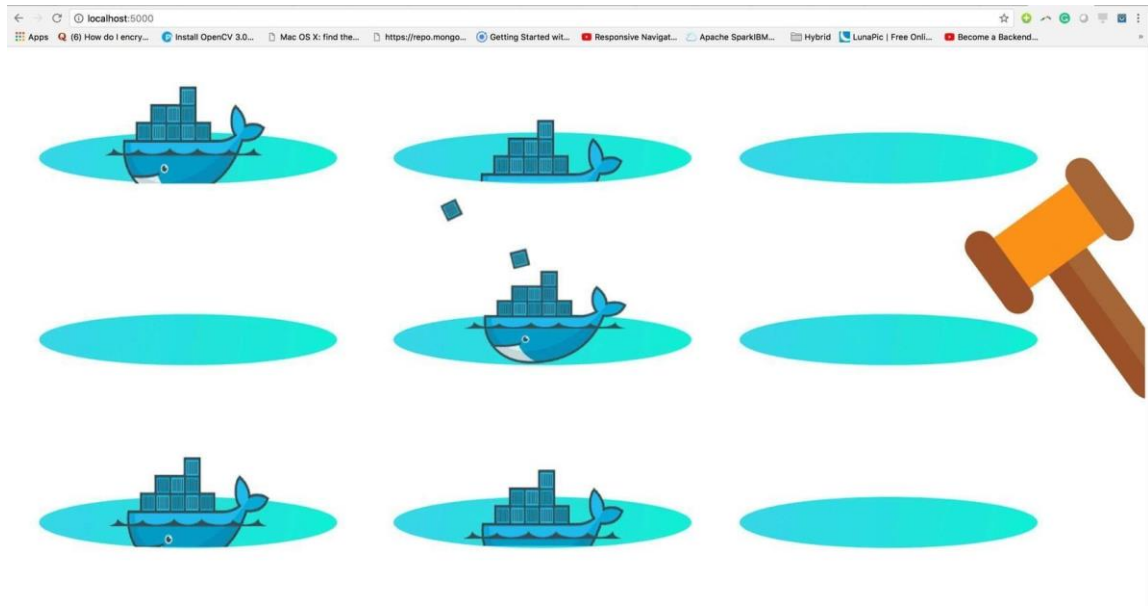 localhost:5000
Apps (6) How do I encry... Install OpenCV 3.0... Mac OS X: find the... https://repo.mongo... Getting Started wit... Responsive Navigat... Apache SparkIBM... Hybrid LunaPic | Free Onli... Become a Backend... »